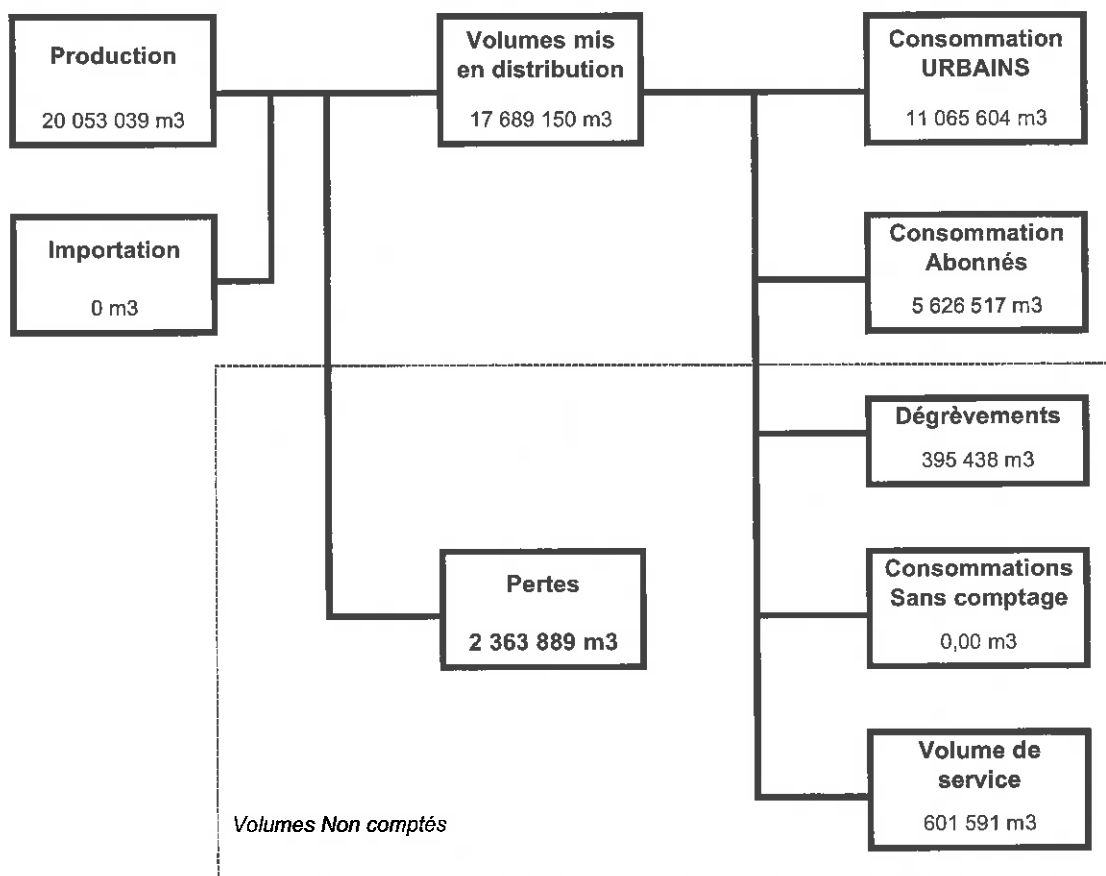 Production
20 053 039 m3
Importation
0 m3
Volumes mis
en distribution
17 689 150 m3
Pertes
2 363 889 m3
Consommation
URBAINS
11 065 604 m3
Consommation
Abonnés
5 626 517 m3
Dégrèvements
395 438 m3
Consommations
Sans comptage
0,00 m3
Volume de
service
601 591 m3
Volumes Non comptés